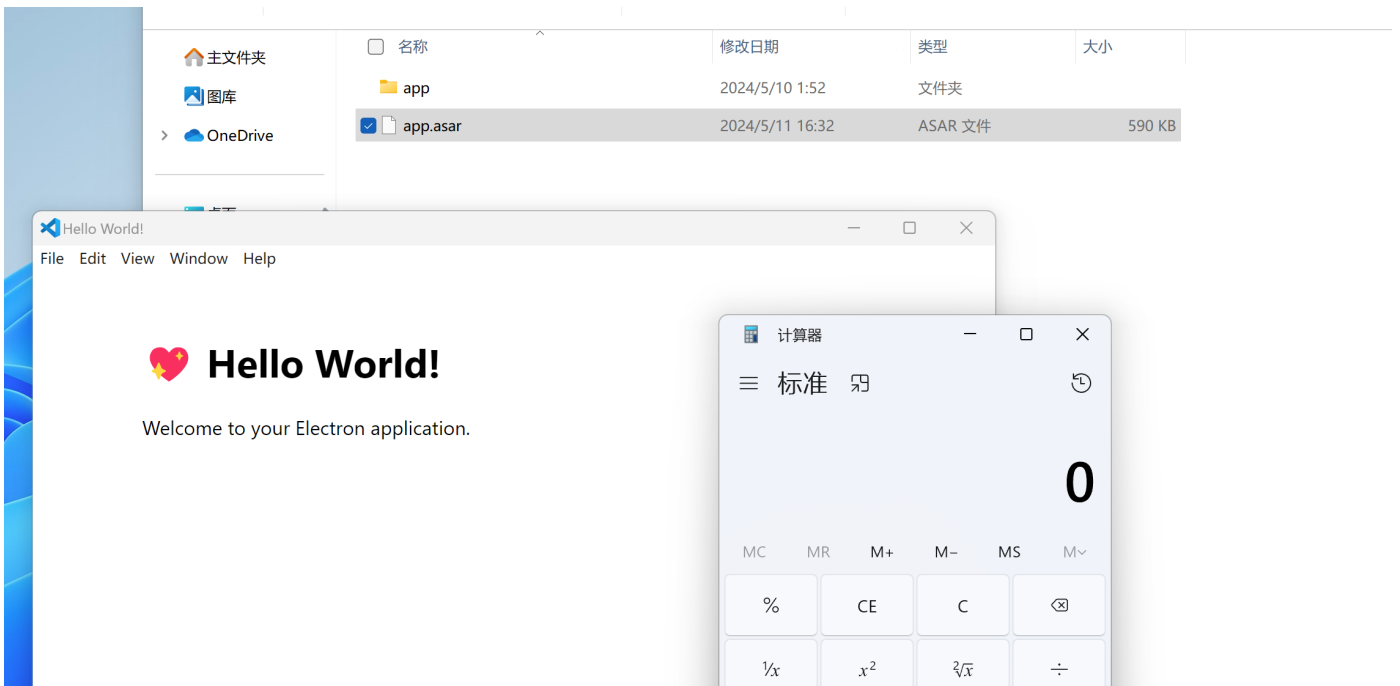 名称 修改日期 类型 大小
主文件夹
app 2024/5/10 1:52 文件夹
图库
app.asar 2024/5/11 16:32 ASAR 文件 590 KB
OneDrive
Hello World!
File Edit View Window Help
💖 Hello World!
Welcome to your Electron application.
计算器
标准
0
MC MR M+ M− MS M
% CE C
¹/x x² ²√x ÷